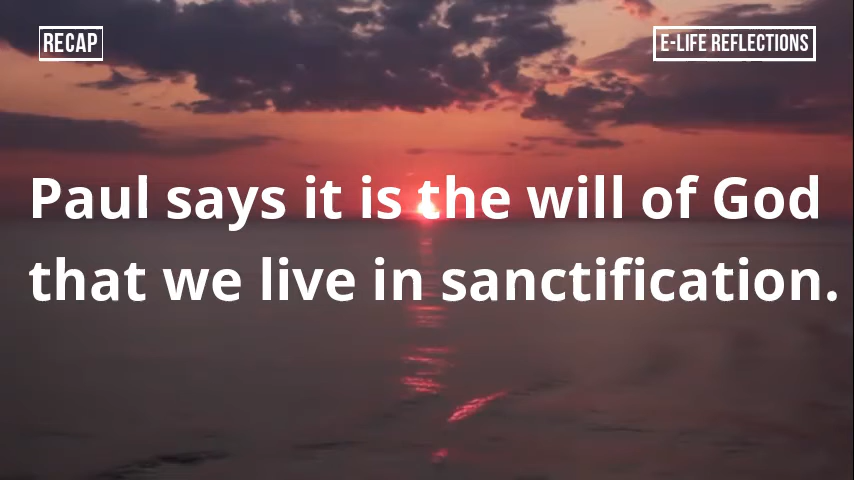 RECAP
E-LIFE REFLECTIONS
Paul says it is the will of God
that we live in sanctification.